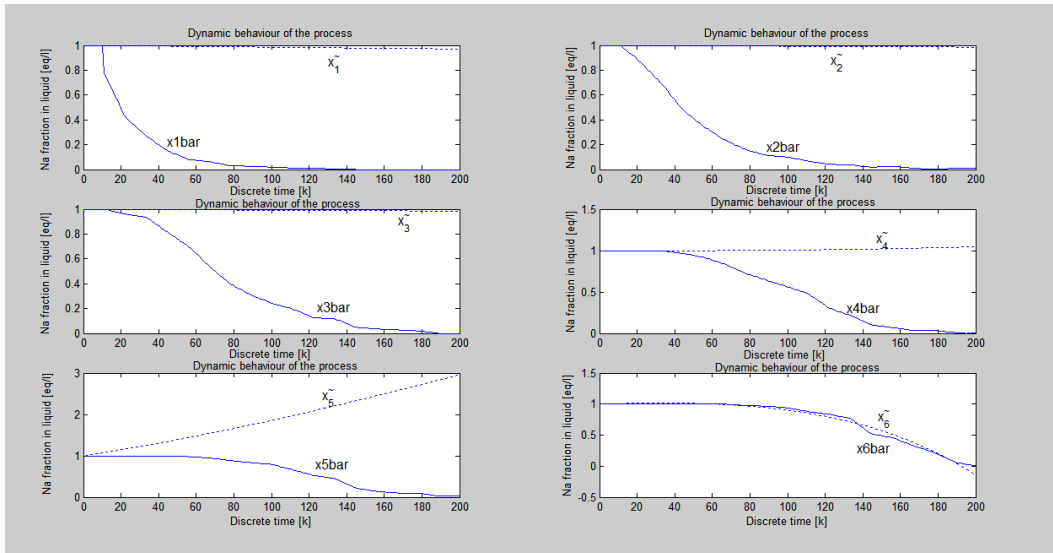 Dynamic behaviour of the process
Na fraction in liquid [eq/l]
1
0.8
0.6
0.4
0.2
0
x̃1
x1bar
0 20 40 60 80 100 120 140 160 180 200
Discrete time [k]
Dynamic behaviour of the process
Na fraction in liquid [eq/l]
1
0.8
0.6
0.4
0.2
0
x̃2
x2bar
0 20 40 60 80 100 120 140 160 180 200
Discrete time [k]
Dynamic behaviour of the process
Na fraction in liquid [eq/l]
1
0.8
0.6
0.4
0.2
0
x̃3
x3bar
0 20 40 60 80 100 120 140 160 180 200
Discrete time [k]
Dynamic behaviour of the process
Na fraction in liquid [eq/l]
1.5
1
0.5
0
x̃4
x4bar
0 20 40 60 80 100 120 140 160 180 200
Discrete time [k]
Dynamic behaviour of the process
Na fraction in liquid [eq/l]
3
2
1
0
x̃5
x5bar
0 20 40 60 80 100 120 140 160 180 200
Discrete time [k]
Dynamic behaviour of the process
Na fraction in liquid [eq/l]
1.5
1
0.5
0
-0.5
x̃6
x6bar
0 20 40 60 80 100 120 140 160 180 200
Discrete time [k]